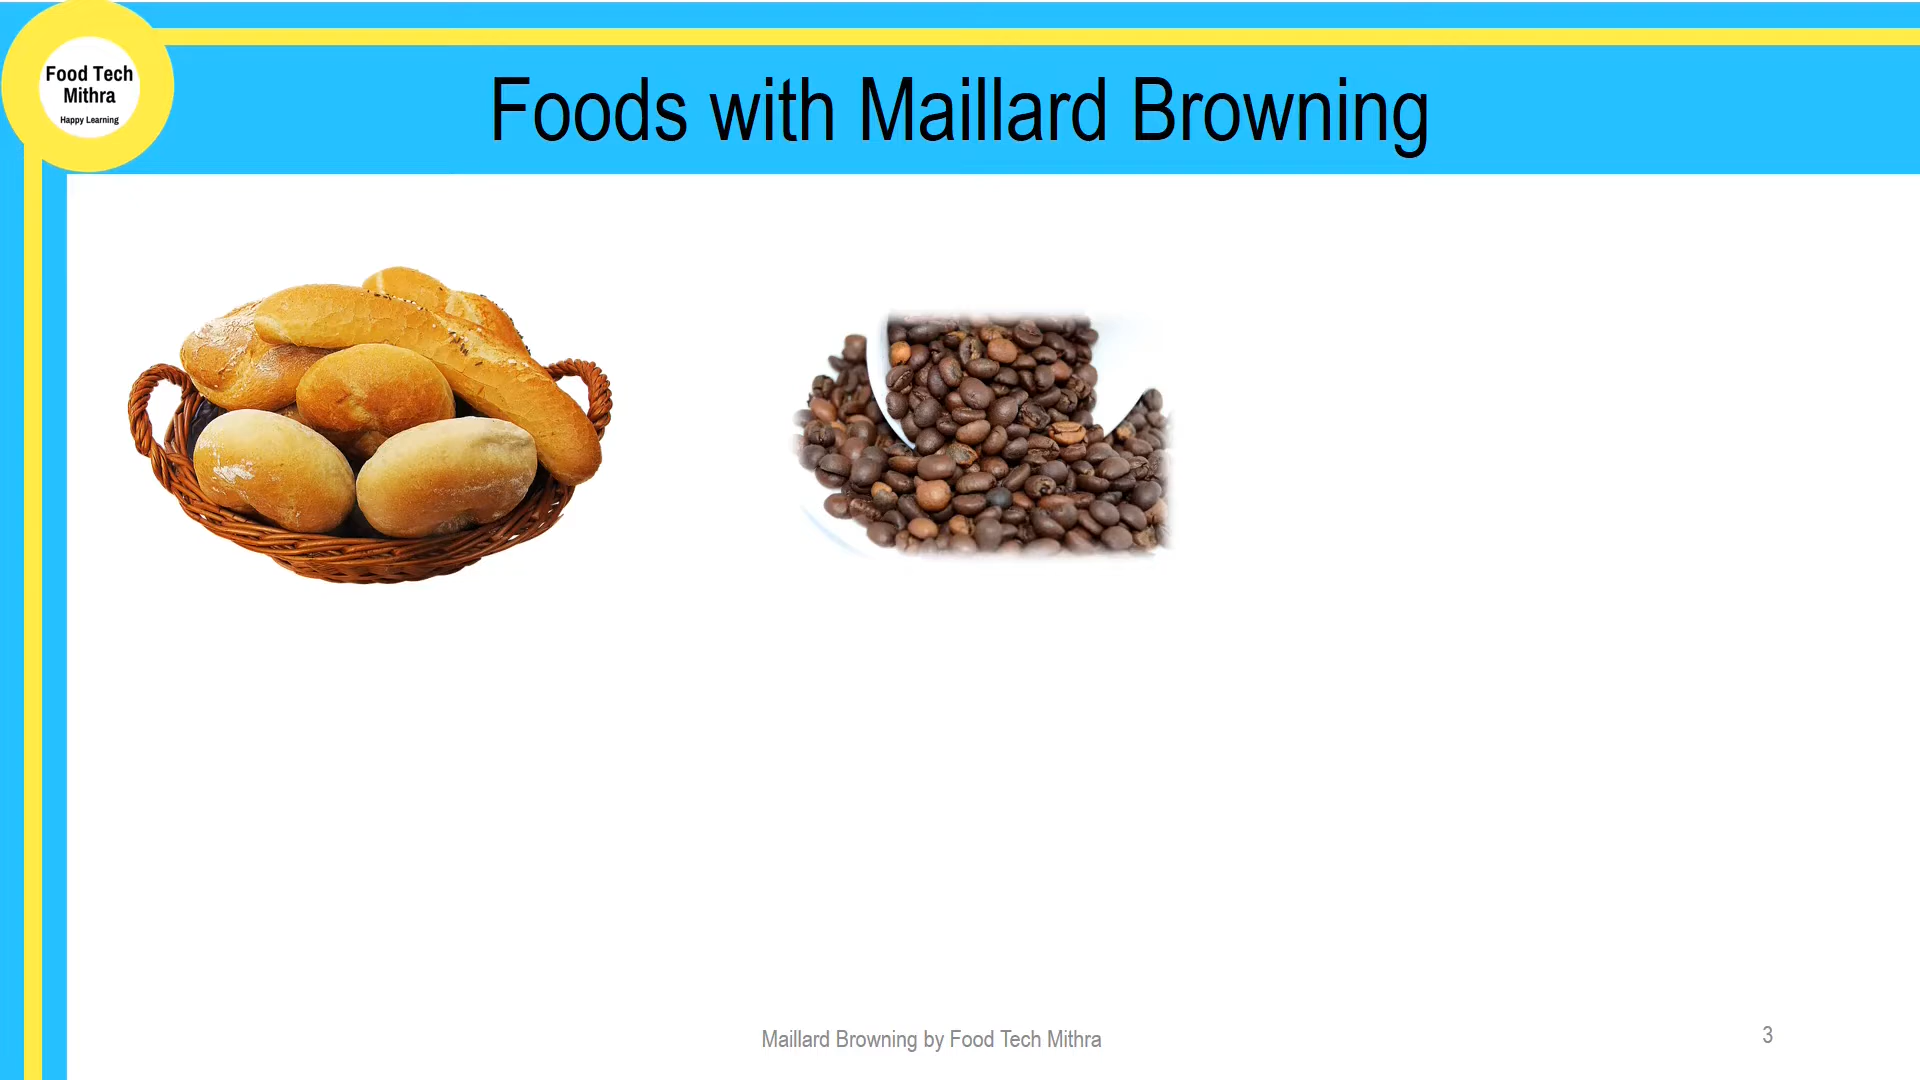 Food Tech
Mithra
Happy Learning
Foods with Maillard Browning
Maillard Browning by Food Tech Mithra
3